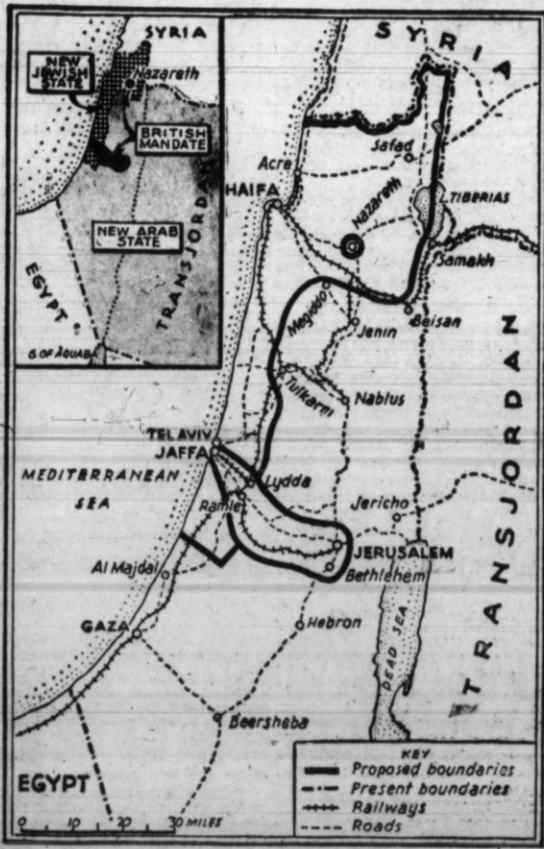 SYRIA
NEW
JEWISH
STATE
Nazareth
BRITISH
MANDATE
NEW ARAB
STATE
TRANSJORDA
EGYPT
G. OF AQUABA
SYRIA
Safad
Acre
HAIFA
Nazareth
L. TIBERIAS
Samakh
Megiddo
Beisan
Jenin
Tulkarm
Nablus
TEL AVIV
JAFFA
MEDITERRANEAN
SEA
Lydda
Ramle
Jericho
JERUSALEM
Bethlehem
Al Majdal
GAZA
Hebron
DEAD SEA
TRANSJORDAN
Beersheba
EGYPT
KEY
Proposed boundaries
Present boundaries
Railways
Roads
0 10 20 30 MILES